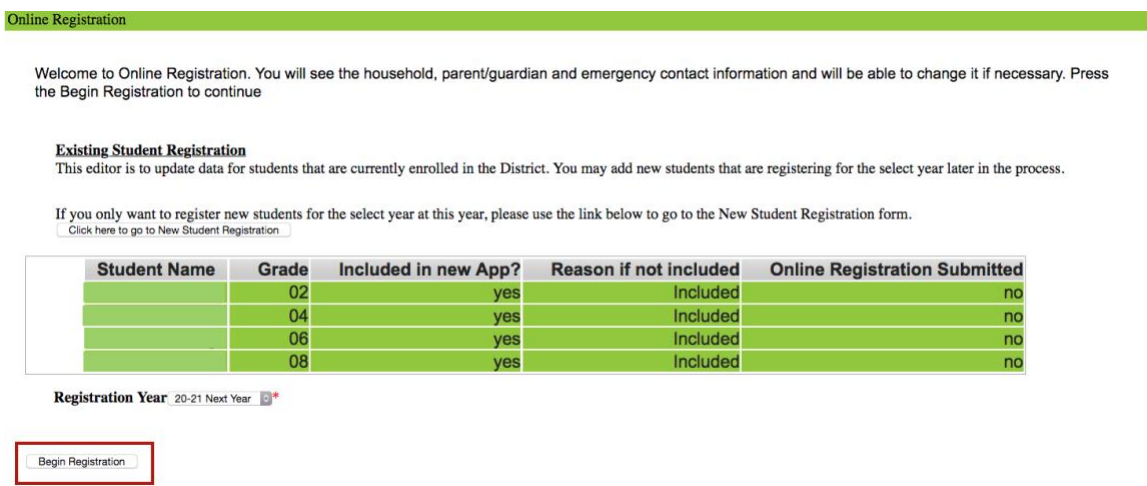 Online Registration
Welcome to Online Registration. You will see the household, parent/guardian and emergency contact information and will be able to change it if necessary. Press
the Begin Registration to continue
Existing Student Registration
This editor is to update data for students that are currently enrolled in the District. You may add new students that are registering for the select year later in the process.
If you only want to register new students for the select year at this year, please use the link below to go to the New Student Registration form.
Click here to go to New Student Registration
Student Name Grade Included in new App? Reason if not included Online Registration Submitted
02 yes Included no
04 yes Included no
06 yes Included no
08 yes Included no
Registration Year 20-21 Next Year *
Begin Registration